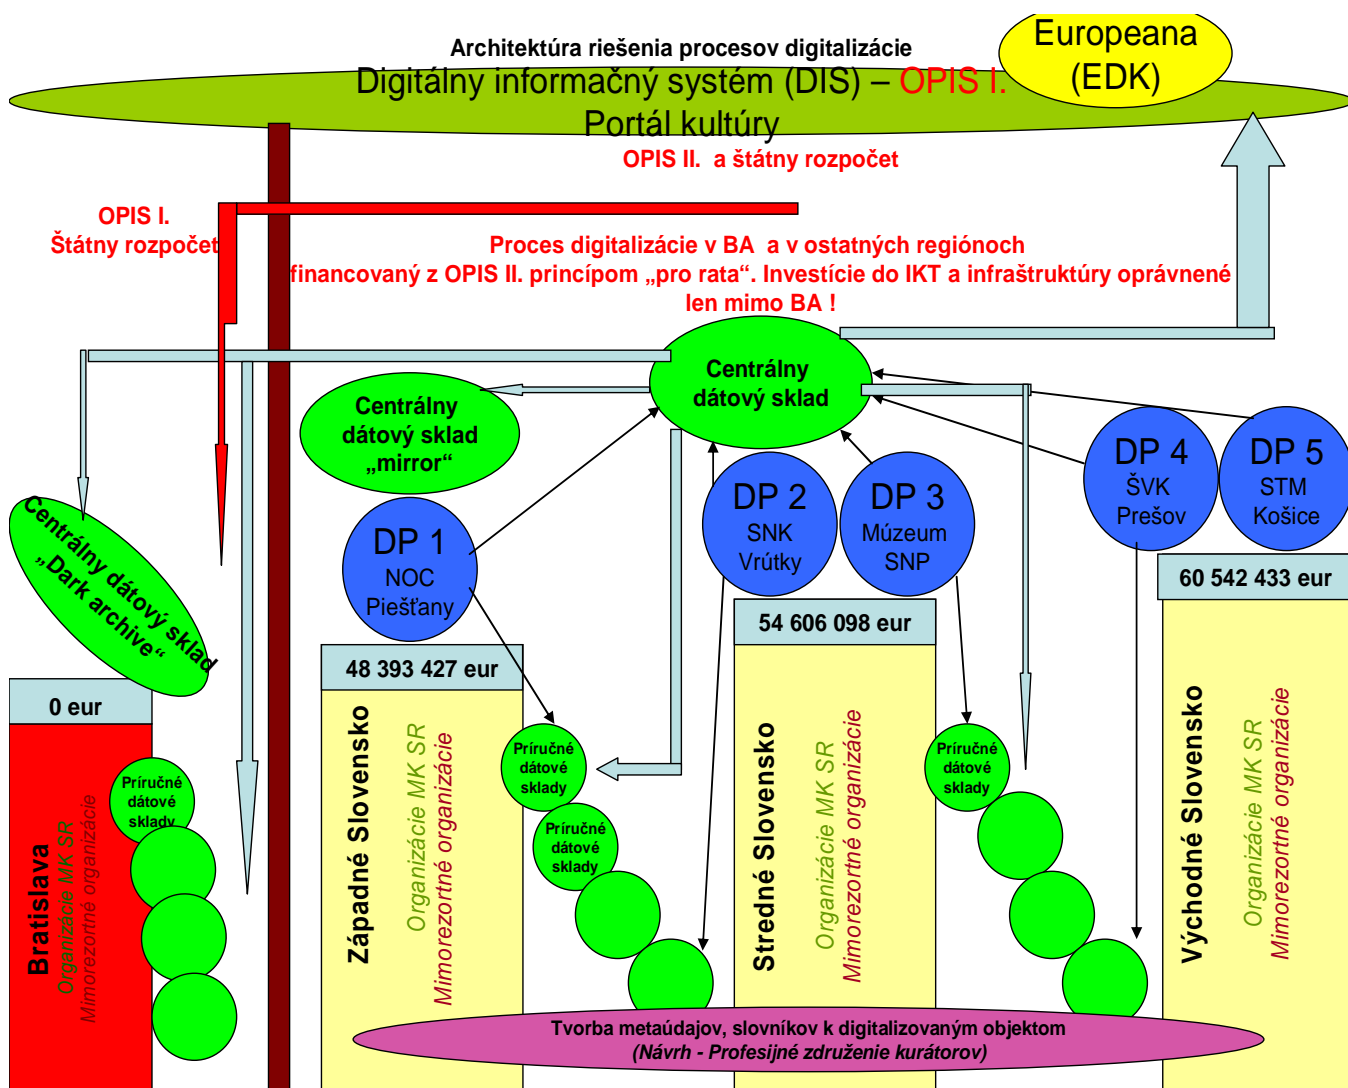 Architektúra riešenia procesov digitalizácie
Europeana
(EDK)
Digitálny informačný systém (DIS) – OPIS I.
Portál kultúry
OPIS II.  a štátny rozpočet
OPIS I.
Štátny rozpočet
Proces digitalizácie v BA  a v ostatných regiónoch
financovaný z OPIS II. princípom „pro rata“. Investície do IKT a infraštruktúry oprávnené
len mimo BA !
Centrálny
dátový sklad
Centrálny
dátový sklad
„mirror“
Centrálny dátový sklad
„Dark archive“
DP 1
NOC
Piešťany
DP 2
SNK
Vrútky
DP 3
Múzeum
SNP
DP 4
ŠVK
Prešov
DP 5
STM
Košice
0 eur
48 393 427 eur
54 606 098 eur
60 542 433 eur
Bratislava
Organizácie MK SR
Mimorezortné organizácie
Príručné
dátové
sklady
Západné Slovensko
Organizácie MK SR
Mimorezortné organizácie
Príručné
dátové
sklady
Príručné
dátové
sklady
Stredné Slovensko
Organizácie MK SR
Mimorezortné organizácie
Príručné
dátové
sklady
Východné Slovensko
Organizácie MK SR
Mimorezortné organizácie
Tvorba metaúdajov, slovníkov k digitalizovaným objektom
(Návrh - Profesijné združenie kurátorov)